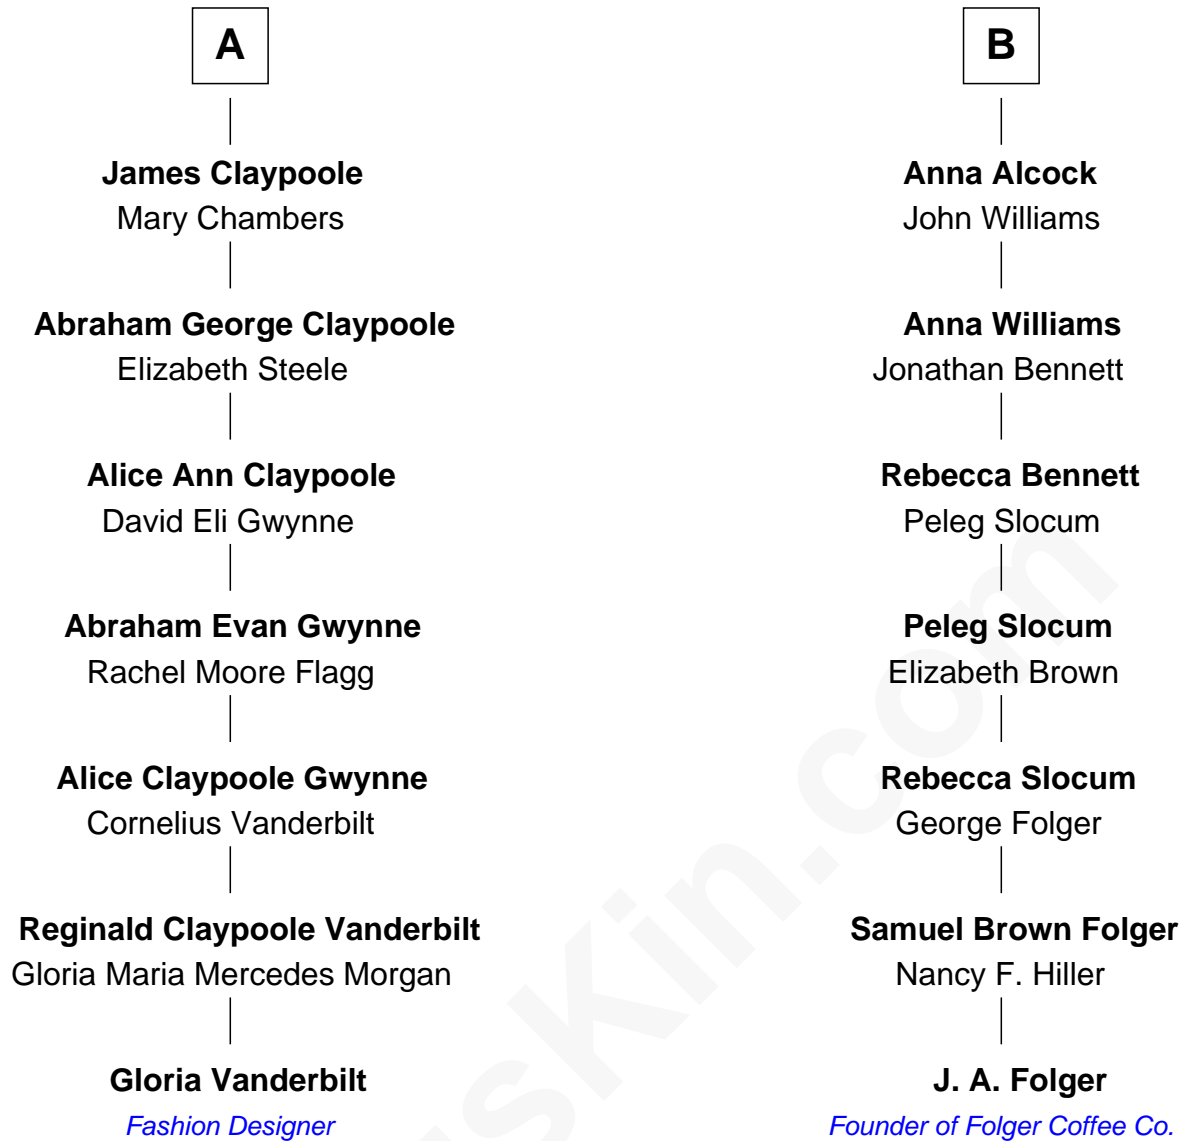 A
James Claypoole
Mary Chambers
Abraham George Claypoole
Elizabeth Steele
Alice Ann Claypoole
David Eli Gwynne
Abraham Evan Gwynne
Rachel Moore Flagg
Alice Claypoole Gwynne
Cornelius Vanderbilt
Reginald Claypoole Vanderbilt
Gloria Maria Mercedes Morgan
Gloria Vanderbilt
Fashion Designer
B
Anna Alcock
John Williams
Anna Williams
Jonathan Bennett
Rebecca Bennett
Peleg Slocum
Peleg Slocum
Elizabeth Brown
Rebecca Slocum
George Folger
Samuel Brown Folger
Nancy F. Hiller
J. A. Folger
Founder of Folger Coffee Co.
sKin.com